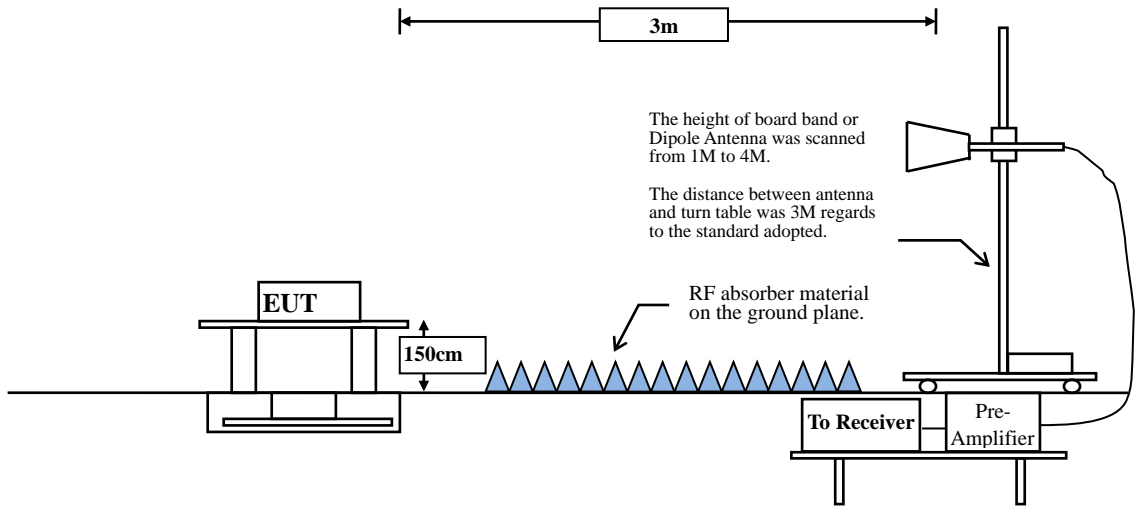 3m
The height of board band or
Dipole Antenna was scanned
from 1M to 4M.
The distance between antenna
and turn table was 3M regards
to the standard adopted.
EUT
RF absorber material
on the ground plane.
150cm
To Receiver
Pre-
Amplifier